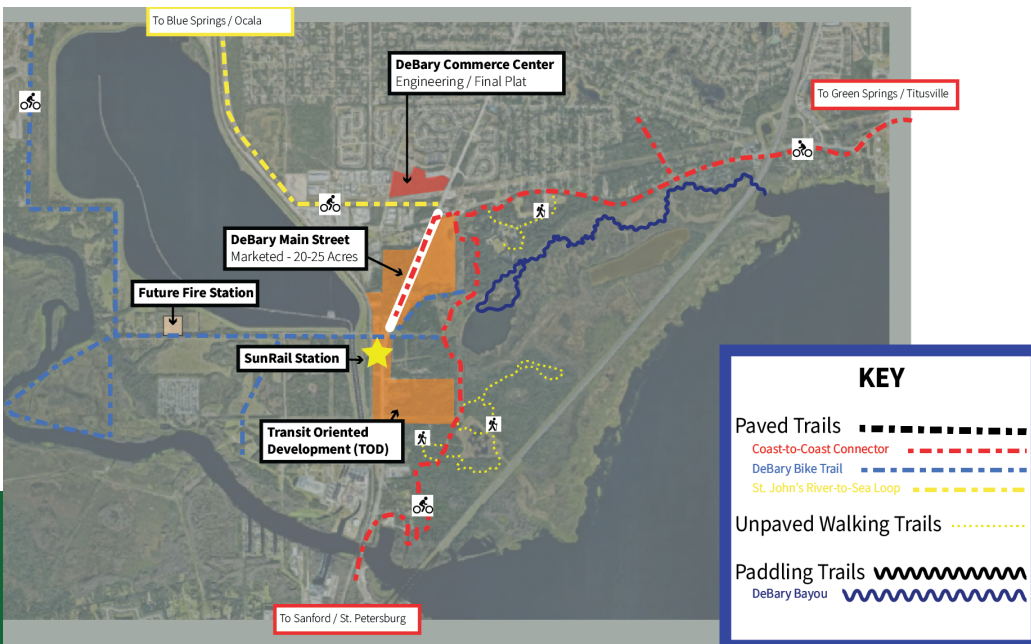 To Blue Springs / Ocala
DeBary Commerce Center
Engineering / Final Plat
To Green Springs / Titusville
DeBary Main Street
Marketed - 20-25 Acres
Future Fire Station
SunRail Station
Transit Oriented
Development (TOD)
To Sanford / St. Petersburg
KEY
Paved Trails
Coast-to-Coast Connector
DeBary Bike Trail
St. John's River-to-Sea Loop
Unpaved Walking Trails
Paddling Trails
DeBary Bayou